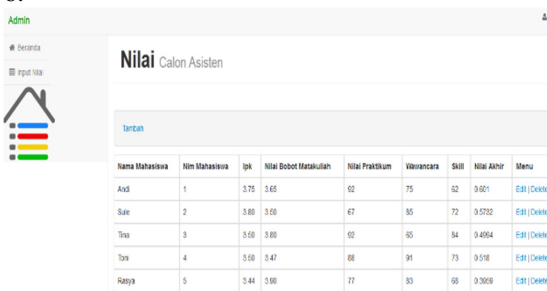 Admin
Beranda
Input Nilai
Nilai Calon Asisten
tambah
Nama Mahasiswa Nim Mahasiswa Ipk Nilai Bobot Matakuliah Nilai Praktikum Wawancara Skill Nilai Akhir Menu
Andi 1 3.75 3.65 92 75 62 0.601 Edit | Delete
Sule 2 3.80 3.50 67 85 72 0.5732 Edit | Delete
Tina 3 3.50 3.80 92 65 84 0.4994 Edit | Delete
Toni 4 3.50 3.47 88 91 73 0.518 Edit | Delete
Rasya 5 3.44 3.90 77 83 68 0.3959 Edit | Delete